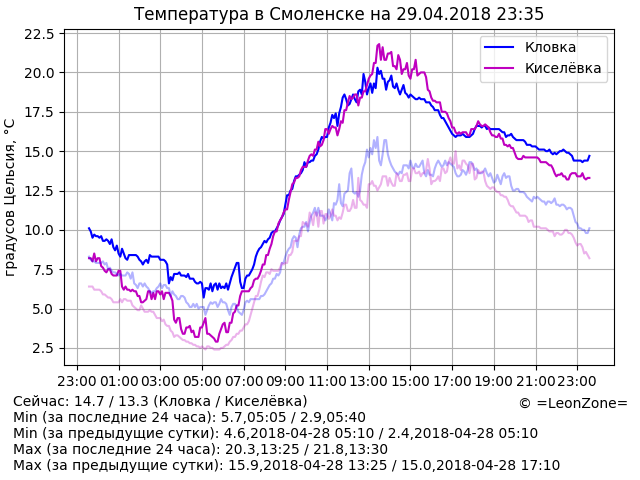 Температура в Смоленске на 29.04.2018 23:35
градусов Цельсия, °C
22.5
20.0
17.5
15.0
12.5
10.0
7.5
5.0
2.5
Кловка
Киселёвка
23:00 01:00 03:00 05:00 07:00 09:00 11:00 13:00 15:00 17:00 19:00 21:00 23:00
Сейчас: 14.7 / 13.3 (Кловка / Киселёвка)
© =LeonZone=
Min (за последние 24 часа): 5.7,05:05 / 2.9,05:40
Min (за предыдущие сутки): 4.6,2018-04-28 05:10 / 2.4,2018-04-28 05:10
Max (за последние 24 часа): 20.3,13:25 / 21.8,13:30
Max (за предыдущие сутки): 15.9,2018-04-28 13:25 / 15.0,2018-04-28 17:10